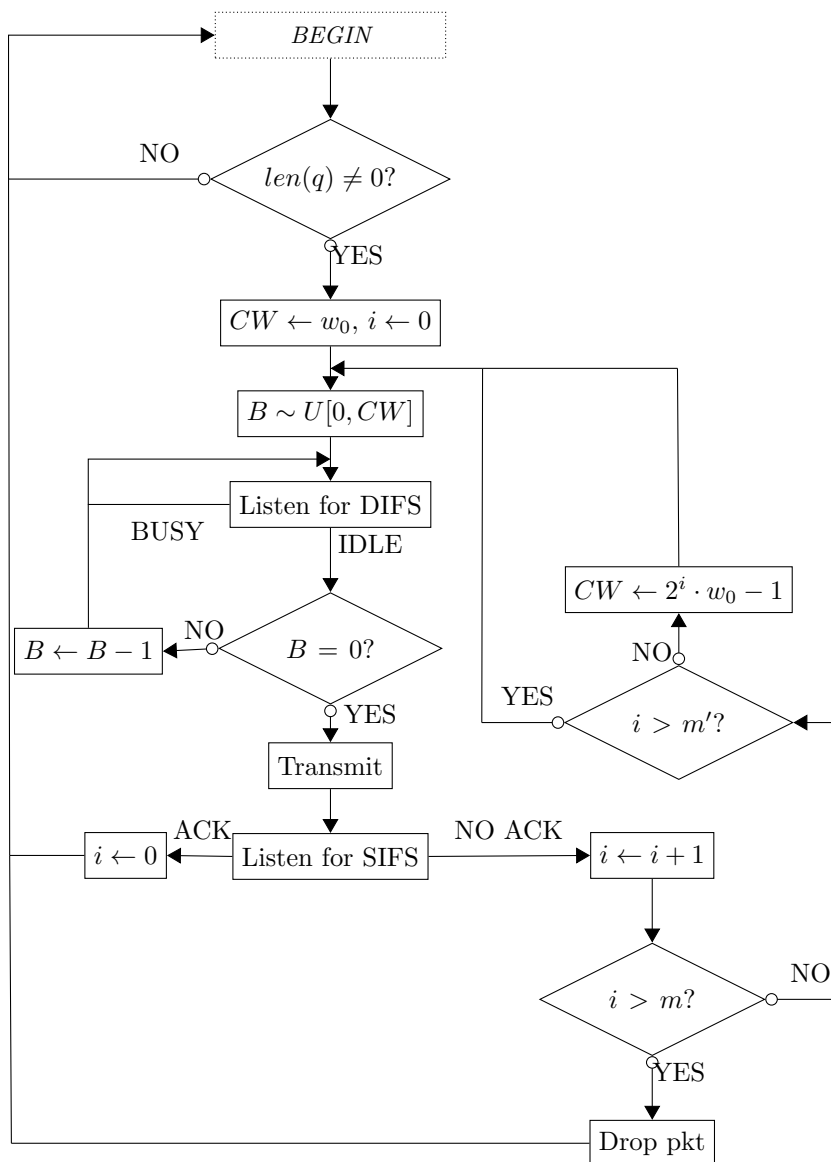 BEGIN
NO
len(q) ≠ 0?
YES
CW ← w₀, i ← 0
B ∼ U[0, CW]
Listen for DIFS
BUSY
IDLE
CW ← 2ⁱ · w₀ − 1
NO
B ← B − 1
B = 0?
NO
YES
i > m′?
YES
Transmit
ACK
NO ACK
i ← 0
Listen for SIFS
i ← i + 1
i > m?
NO
YES
Drop pkt